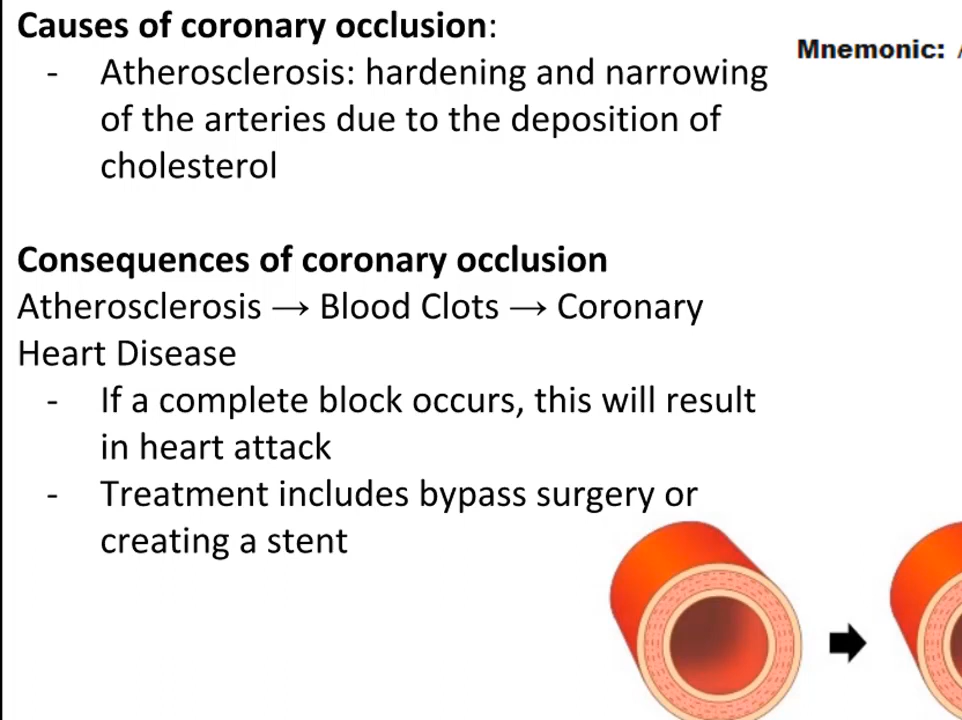 Causes of coronary occlusion:
- Atherosclerosis: hardening and narrowing
of the arteries due to the deposition of
cholesterol
Mnemonic:
Consequences of coronary occlusion
Atherosclerosis → Blood Clots → Coronary
Heart Disease
- If a complete block occurs, this will result
in heart attack
- Treatment includes bypass surgery or
creating a stent